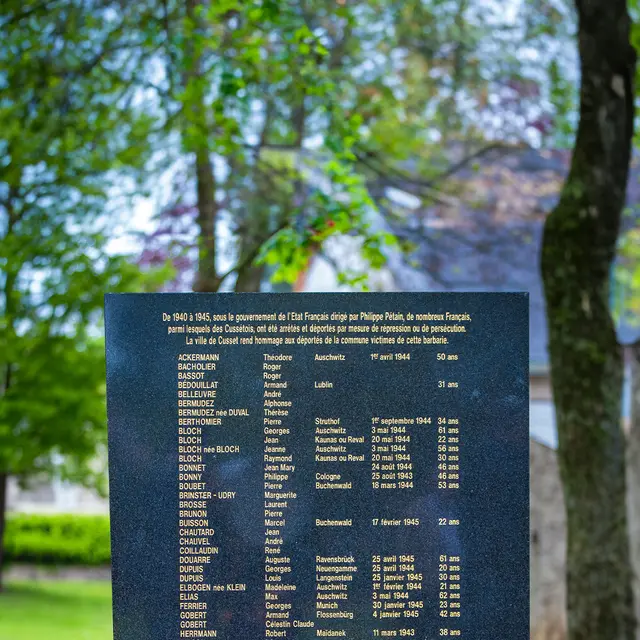 De 1940 à 1945, sous le gouvernement de l'Etat Français dirigé par Philippe Pétain, de nombreux Français,
parmi lesquels des Cussetois, ont été arrêtés et déportés par mesure de répression ou de persécution.
La ville de Cusset rend hommage aux déportés de la commune victimes de cette barbarie.
ACKERMANN Théodore Auschwitz 1er avril 1944 50 ans
BACHOLIER Roger
BASSOT Roger
BÉDOUILLAT Armand Lublin 31 ans
BELLEUVRE André
BERMUDEZ Alphonse
BERMUDEZ née DUVAL Thérèse
BERTHOMIER Pierre Struthof 1er septembre 1944 34 ans
BLOCH Georges Auschwitz 3 mai 1944 61 ans
BLOCH Jean Kaunas ou Reval 20 mai 1944 22 ans
BLOCH née BLOCH Jeanne Auschwitz 3 mai 1944 56 ans
BLOCH Raymond Kaunas ou Reval 20 mai 1944 30 ans
BONNET Jean Mary 24 août 1944 46 ans
BONNY Philippe Cologne 25 août 1943 46 ans
BOUBET Pierre Buchenwald 18 mars 1944 53 ans
BRINSTER - UDRY Marguerite
BROSSE Laurent
BRUNON Pierre
BUISSON Marcel Buchenwald 17 février 1945 22 ans
CHAUTARD Jean
CHAUVEL André
COILLAUDIN René
DOUARRE Auguste Ravensbrück 25 avril 1945 61 ans
DUPUIS Georges Neuengamme 25 avril 1944 20 ans
DUPUIS Louis Langenstein 25 janvier 1945 30 ans
ELBOGEN née KLEIN Madeleine Auschwitz 1er février 1944 21 ans
ELIAS Max Auschwitz 3 mai 1944 62 ans
FERRIER Georges Munich 30 janvier 1945 23 ans
GOBERT Armand Flossenbürg 4 janvier 1945 42 ans
GOBERT Célestin Claude
HERRMANN Robert Maïdanek 11 mars 1943 38 ans